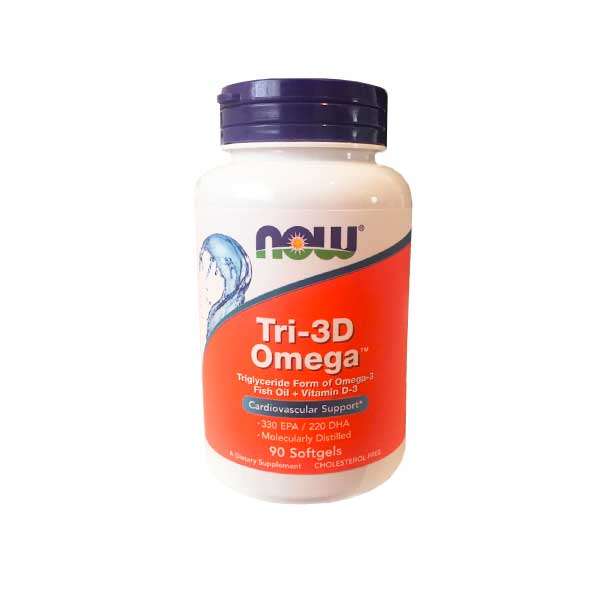 NOW®
Tri-3D
Omega™
Triglyceride Form of Omega-3
Fish Oil + Vitamin D-3
Cardiovascular Support*
• 330 EPA / 220 DHA
• Molecularly Distilled
90 Softgels
A Dietary Supplement CHOLESTEROL-FREE